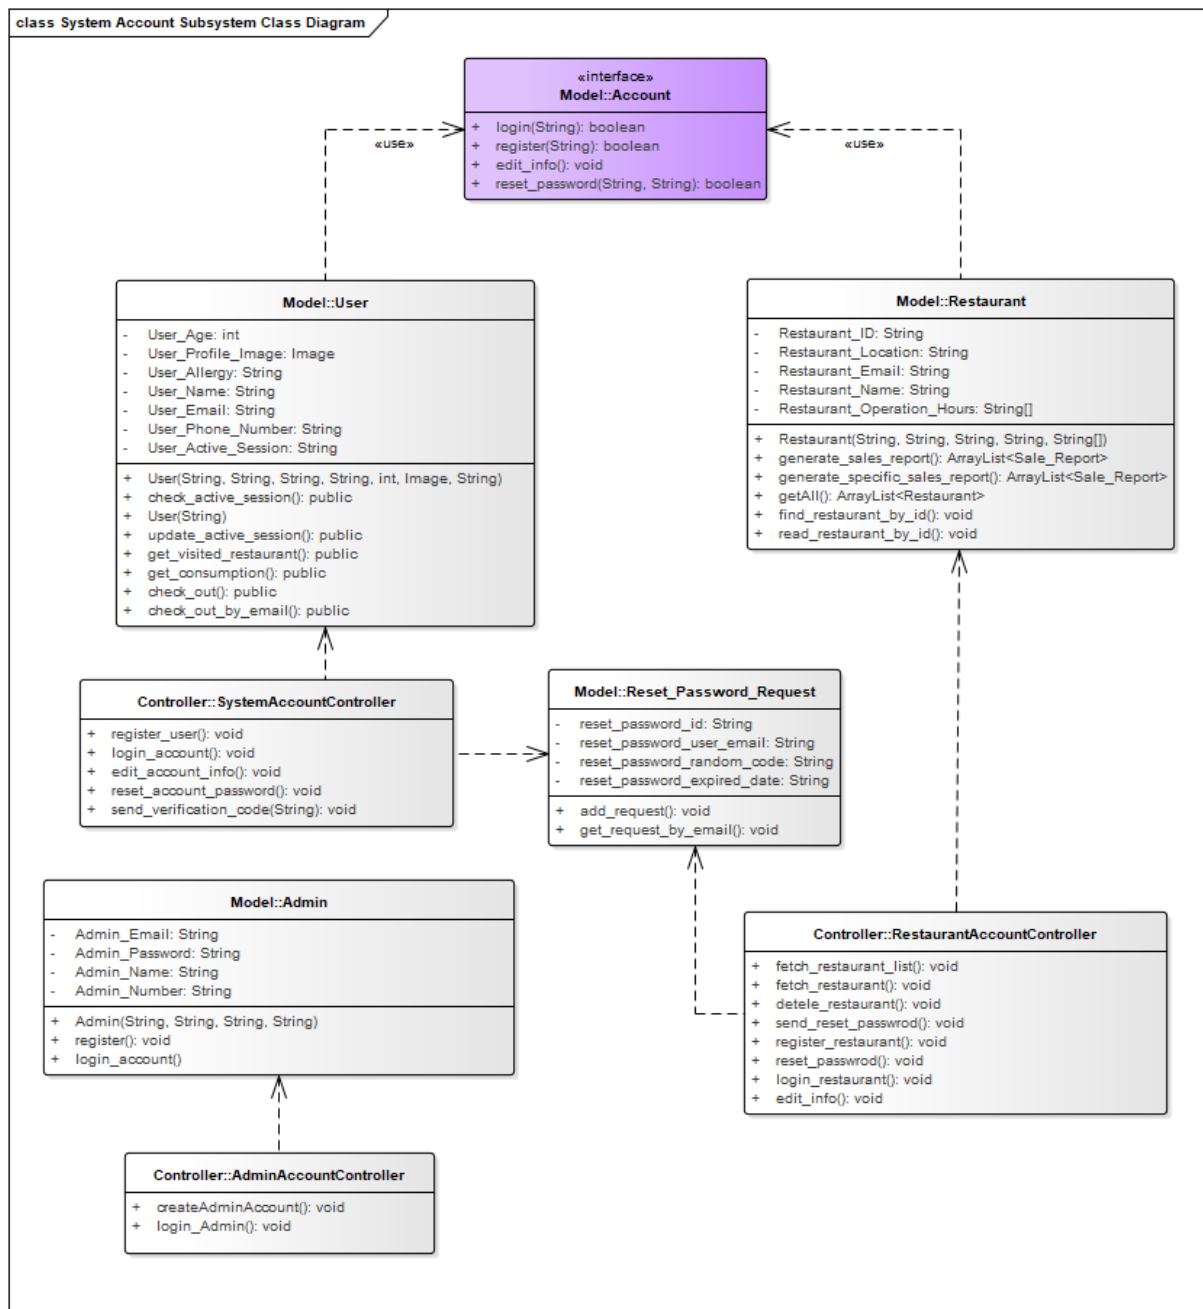 class System Account Subsystem Class Diagram
«interface»
Model::Account
+ login(String): boolean
+ register(String): boolean
+ edit_info(): void
+ reset_password(String, String): boolean
«use»
«use»
Model::User
- User_Age: int
- User_Profile_Image: Image
- User_Allergy: String
- User_Name: String
- User_Email: String
- User_Phone_Number: String
- User_Active_Session: String
+ User(String, String, String, String, int, Image, String)
+ check_active_session(): public
+ User(String)
+ update_active_session(): public
+ get_visited_restaurant(): public
+ get_consumption(): public
+ check_out(): public
+ check_out_by_email(): public
Model::Restaurant
- Restaurant_ID: String
- Restaurant_Location: String
- Restaurant_Email: String
- Restaurant_Name: String
- Restaurant_Operation_Hours: String[]
+ Restaurant(String, String, String, String, String[])
+ generate_sales_report(): ArrayList<Sale_Report>
+ generate_specific_sales_report(): ArrayList<Sale_Report>
+ getAll(): ArrayList<Restaurant>
+ find_restaurant_by_id(): void
+ read_restaurant_by_id(): void
Controller::SystemAccountController
+ register_user(): void
+ login_account(): void
+ edit_account_info(): void
+ reset_account_password(): void
+ send_verification_code(String): void
Model::Reset_Password_Request
- reset_password_id: String
- reset_password_user_email: String
- reset_password_random_code: String
- reset_password_expired_date: String
+ add_request(): void
+ get_request_by_email(): void
Model::Admin
- Admin_Email: String
- Admin_Password: String
- Admin_Name: String
- Admin_Number: String
+ Admin(String, String, String, String)
+ register(): void
+ login_account()
Controller::RestaurantAccountController
+ fetch_restaurant_list(): void
+ fetch_restaurant(): void
+ detele_restaurant(): void
+ send_reset_passwrod(): void
+ register_restaurant(): void
+ reset_passwrod(): void
+ login_restaurant(): void
+ edit_info(): void
Controller::AdminAccountController
+ createAdminAccount(): void
+ login_Admin(): void